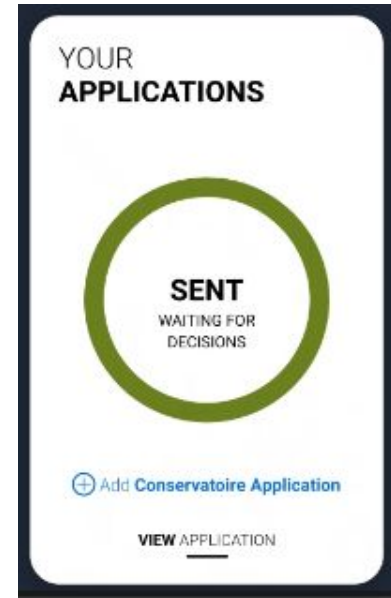 YOUR
APPLICATIONS
SENT
WAITING FOR
DECISIONS
Add Conservatoire Application
VIEW APPLICATION